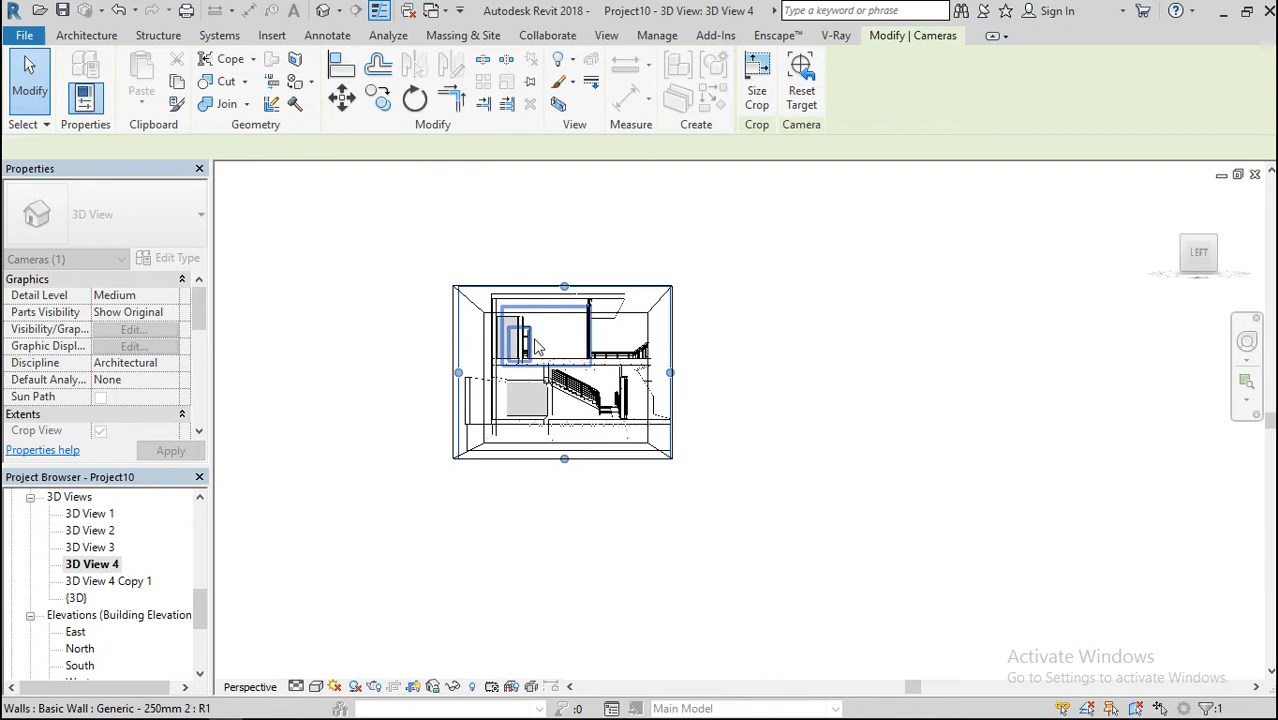 Autodesk Revit 2018 -    Project10 - 3D View: 3D View 4
Type a keyword or phrase
Sign In
File Architecture Structure Systems Insert Annotate Analyze Massing & Site Collaborate View Manage Add-Ins Enscape™ V-Ray Modify | Cameras
Modify
Paste
Cope
Cut
Join
Size
Crop
Reset
Target
Select Properties Clipboard Geometry Modify View Measure Create Crop Camera
Properties
3D View
Cameras (1)
Edit Type
Graphics
Detail Level Medium
Parts Visibility Show Original
Visibility/Grap... Edit...
Graphic Displ... Edit...
Discipline Architectural
Default Analy... None
Sun Path
Extents
Crop View
Properties help
Apply
Project Browser - Project10
3D Views
3D View 1
3D View 2
3D View 3
3D View 4
3D View 4 Copy 1
{3D}
Elevations (Building Elevation
East
North
South
LEFT
Activate Windows
Go to Settings to activate Windows.
Perspective
Walls : Basic Wall : Generic - 250mm 2 : R1
:0
Main Model
:1